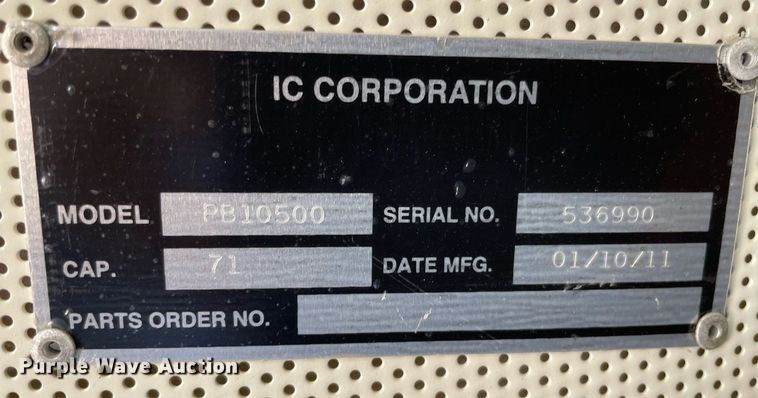 IC CORPORATION
MODEL PB10500 SERIAL NO. 536990
CAP. 71 DATE MFG. 01/10/11
PARTS ORDER NO.
Purple Wave Auction